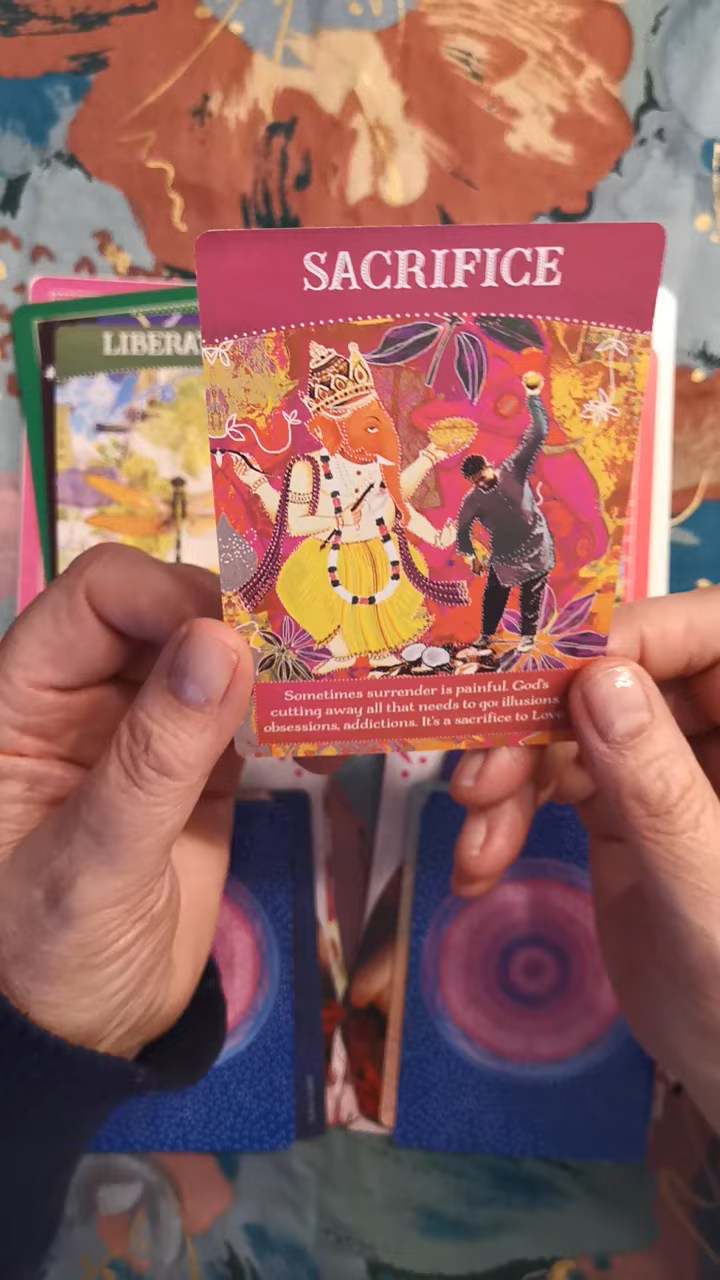 SACRIFICE
LIBERA
Sometimes surrender is painful. God's
cutting away all that needs to go: illusions,
obsessions, addictions. It's a sacrifice to Love